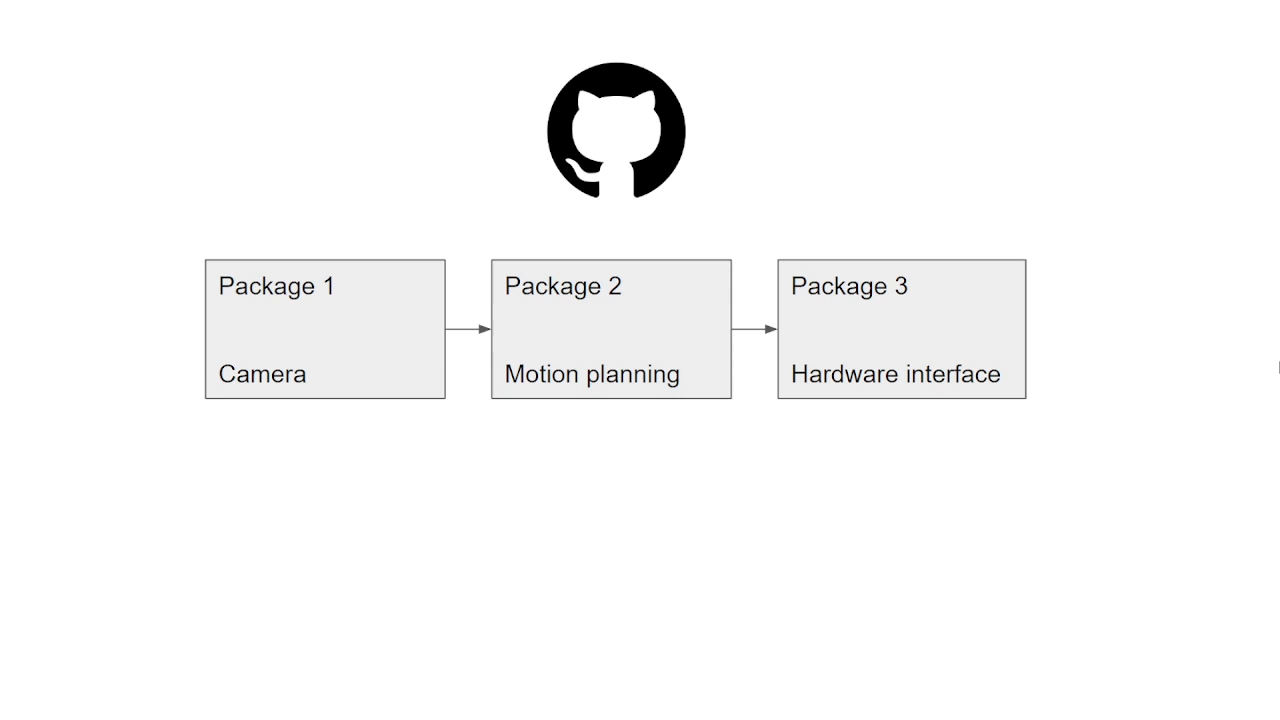 Package 1
Camera
Package 2
Motion planning
Package 3
Hardware interface